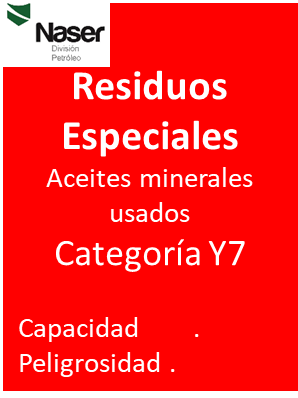 Naser
División
Petróleo
Residuos
Especiales
Aceites minerales
usados
Categoría Y7
Capacidad .
Peligrosidad .